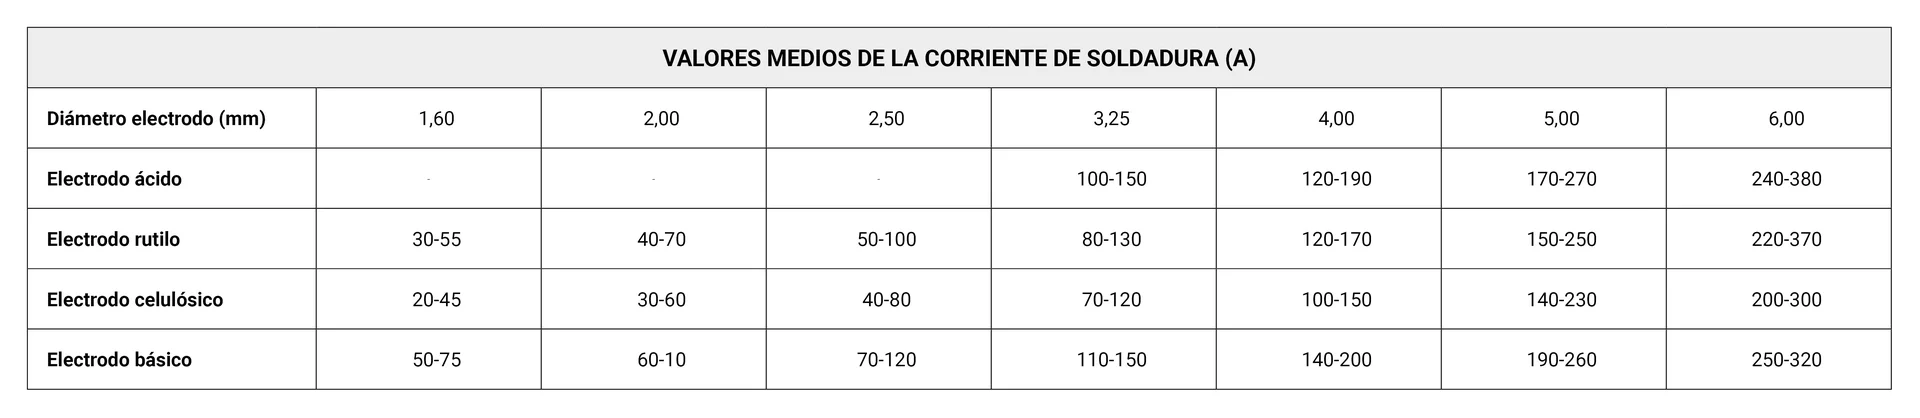 VALORES MEDIOS DE LA CORRIENTE DE SOLDADURA (A)
Diámetro electrodo (mm) 1,60 2,00 2,50 3,25 4,00 5,00 6,00
Electrodo ácido - - - 100-150 120-190 170-270 240-380
Electrodo rutilo 30-55 40-70 50-100 80-130 120-170 150-250 220-370
Electrodo celulósico 20-45 30-60 40-80 70-120 100-150 140-230 200-300
Electrodo básico 50-75 60-10 70-120 110-150 140-200 190-260 250-320